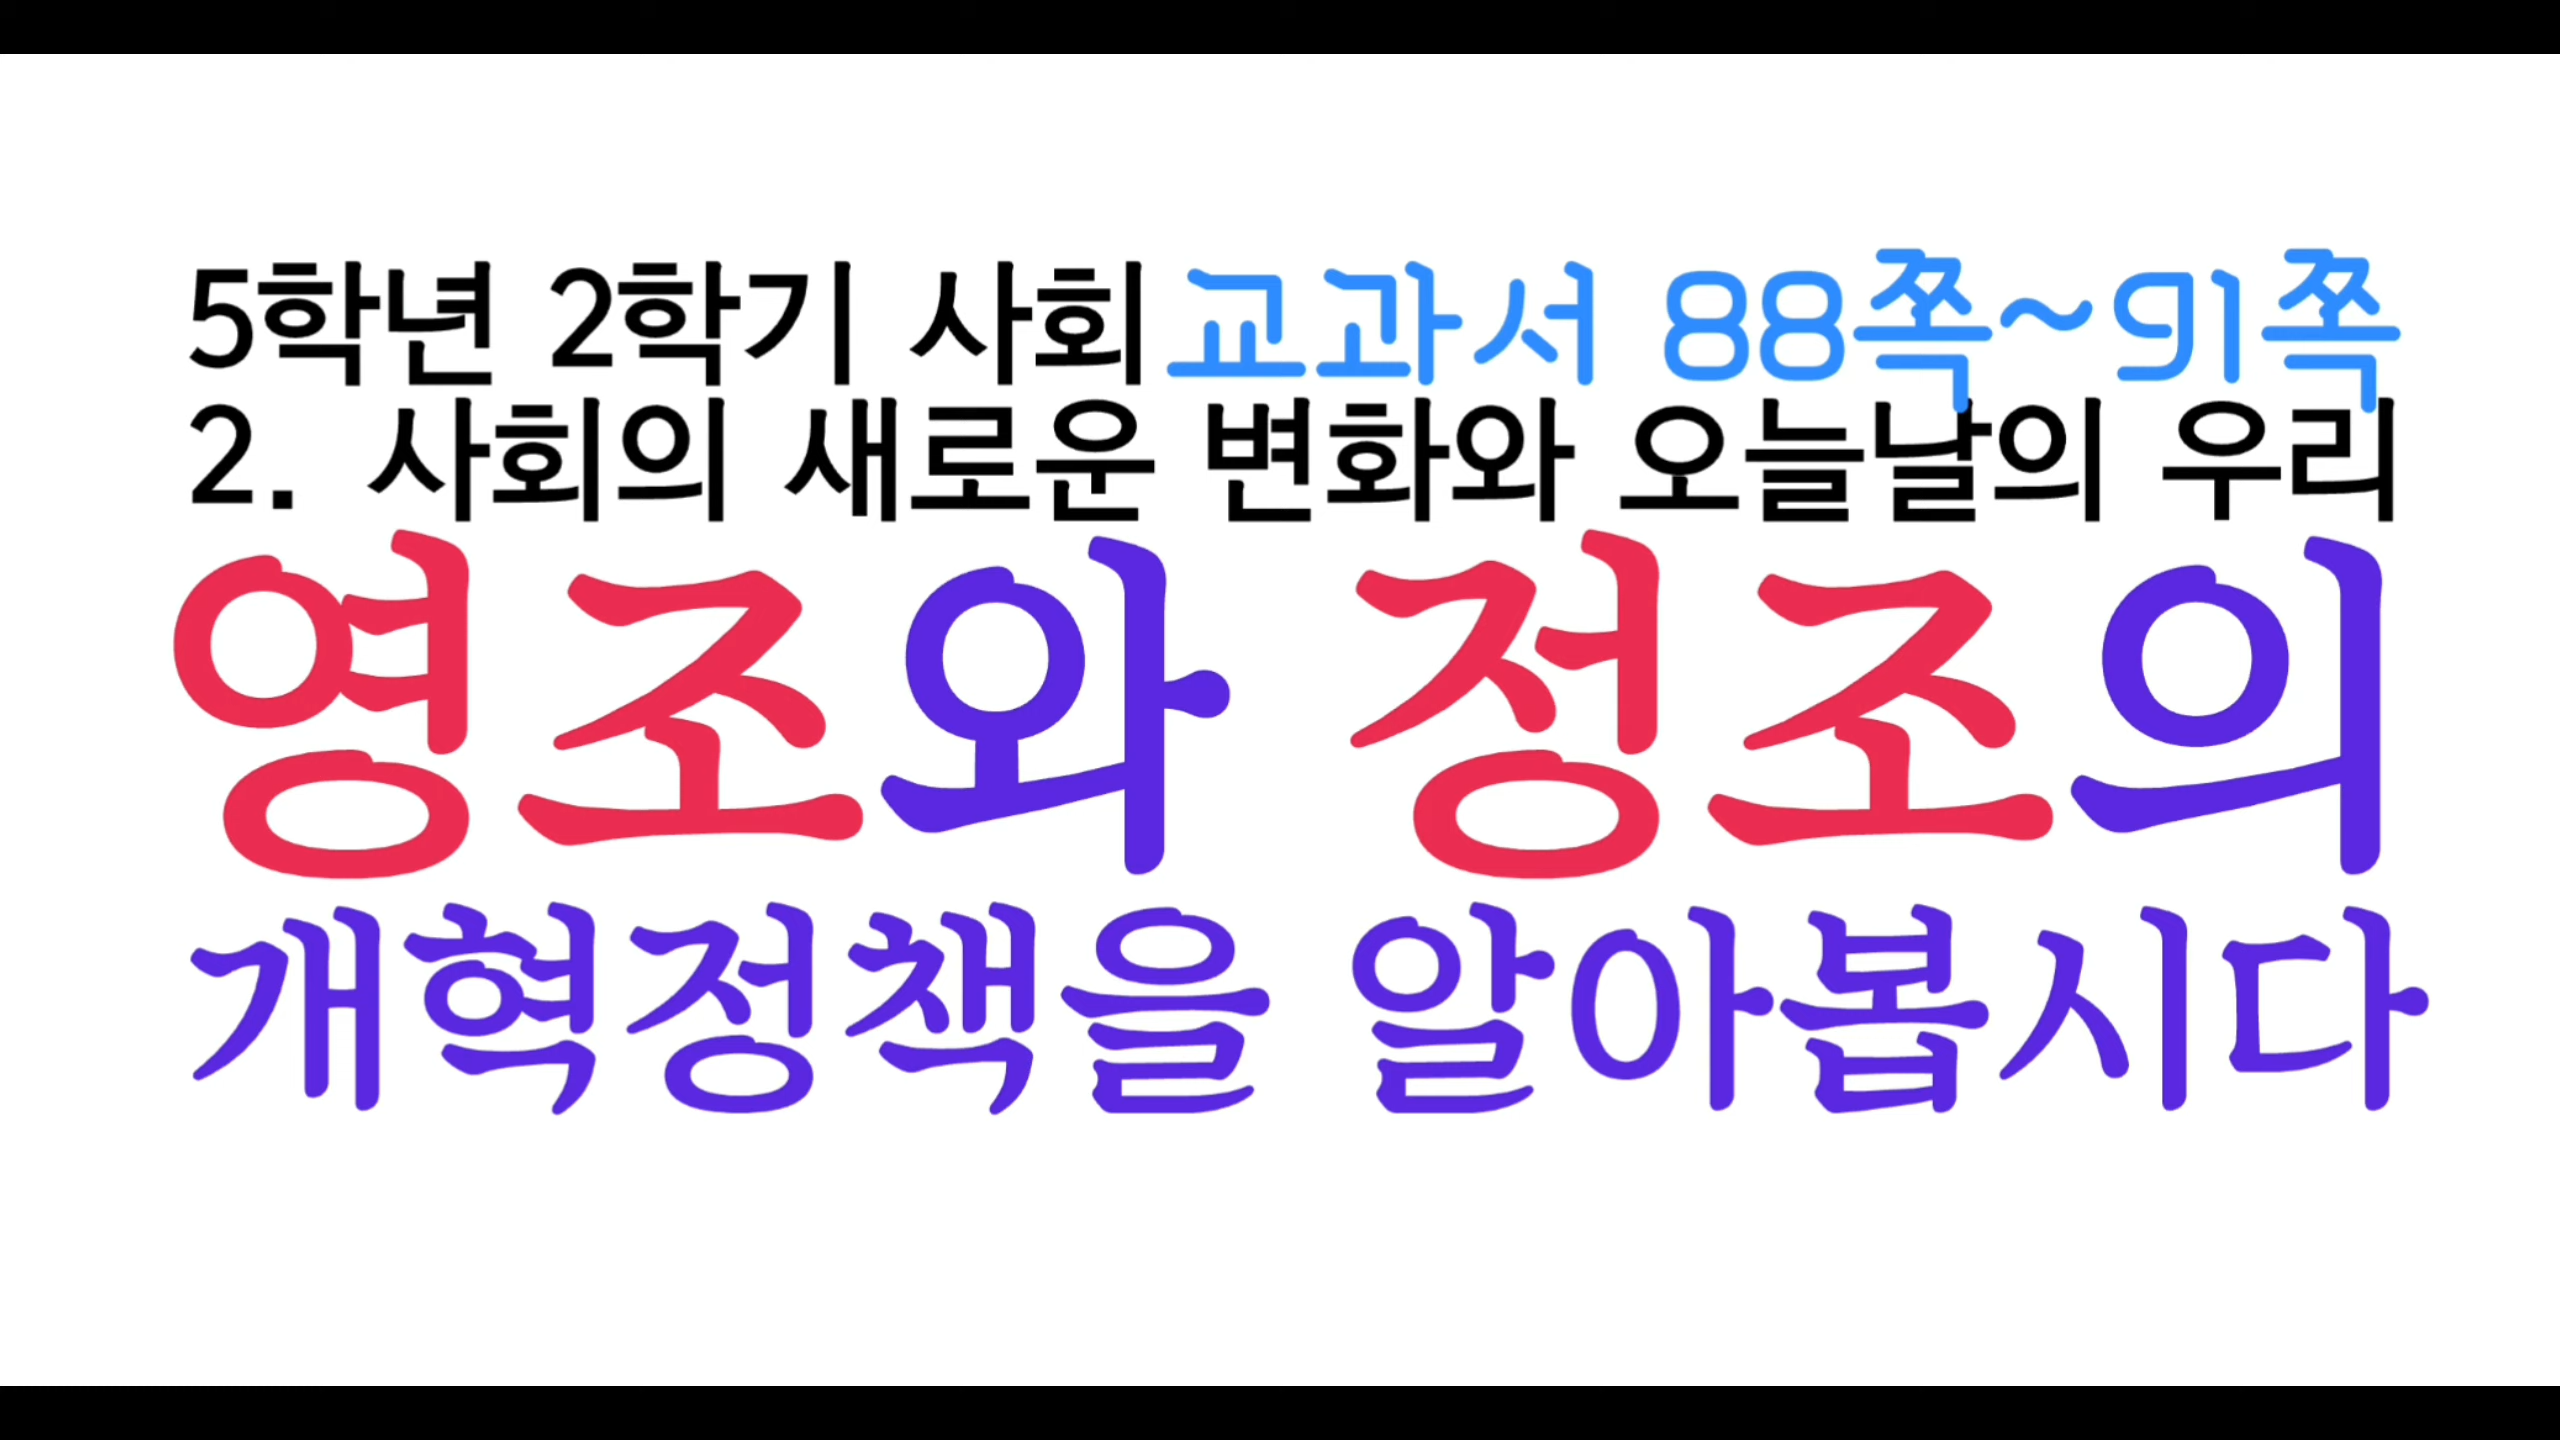 5학년 2학기 사회 교과서 88쪽~91쪽
2. 사회의 새로운 변화와 오늘날의 우리
영조와 정조의
개혁정책을 알아봅시다